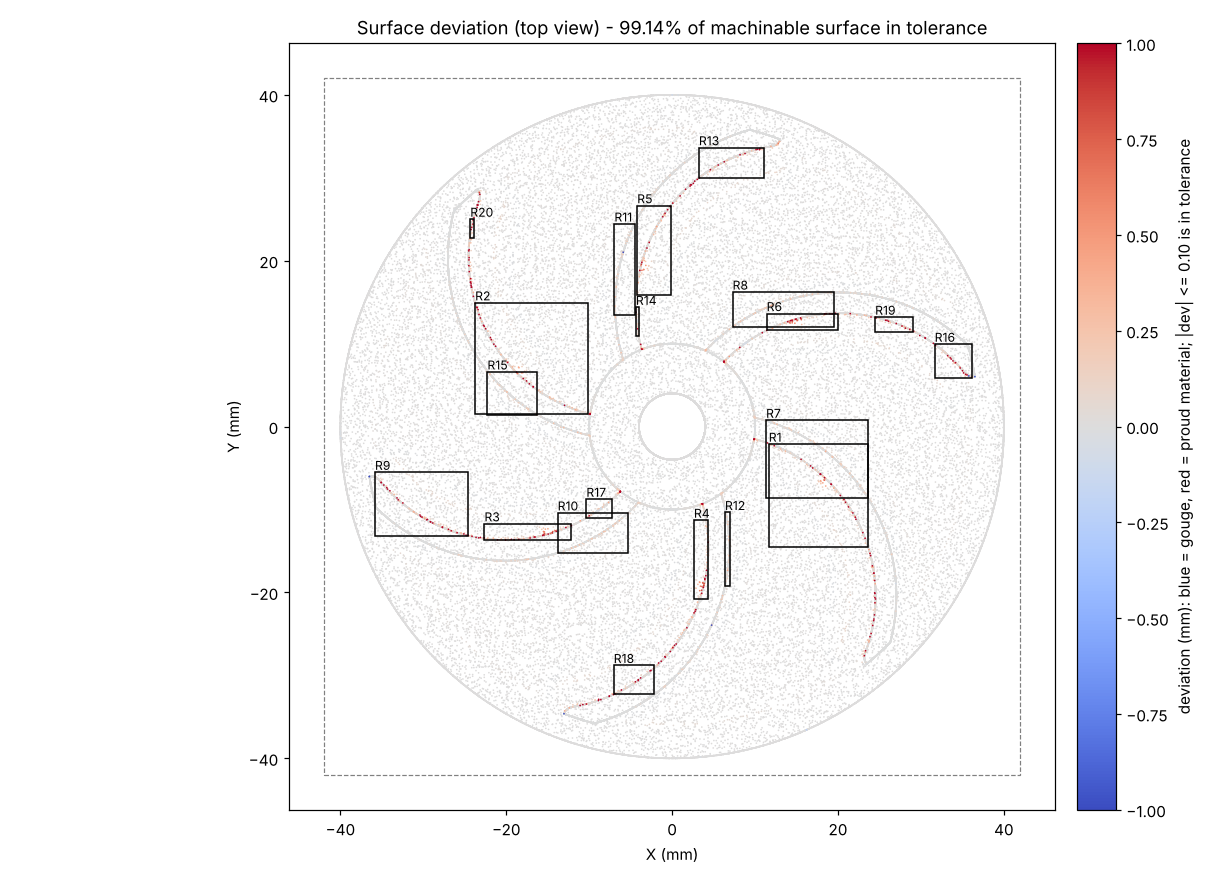 Surface deviation (top view) - 99.14% of machinable surface in tolerance
40
20
0
−20
−40
Y (mm)
R13
R20
R5
R11
R8
R14
R2
R6
R19
R16
R15
R7
R1
R9
R17
R10
R4
R12
R3
R18
−40
−20
0
20
40
X (mm)
1.00
0.75
0.50
0.25
0.00
−0.25
−0.50
−0.75
−1.00
deviation (mm): blue = gouge, red = proud material; |dev| <= 0.10 is in tolerance